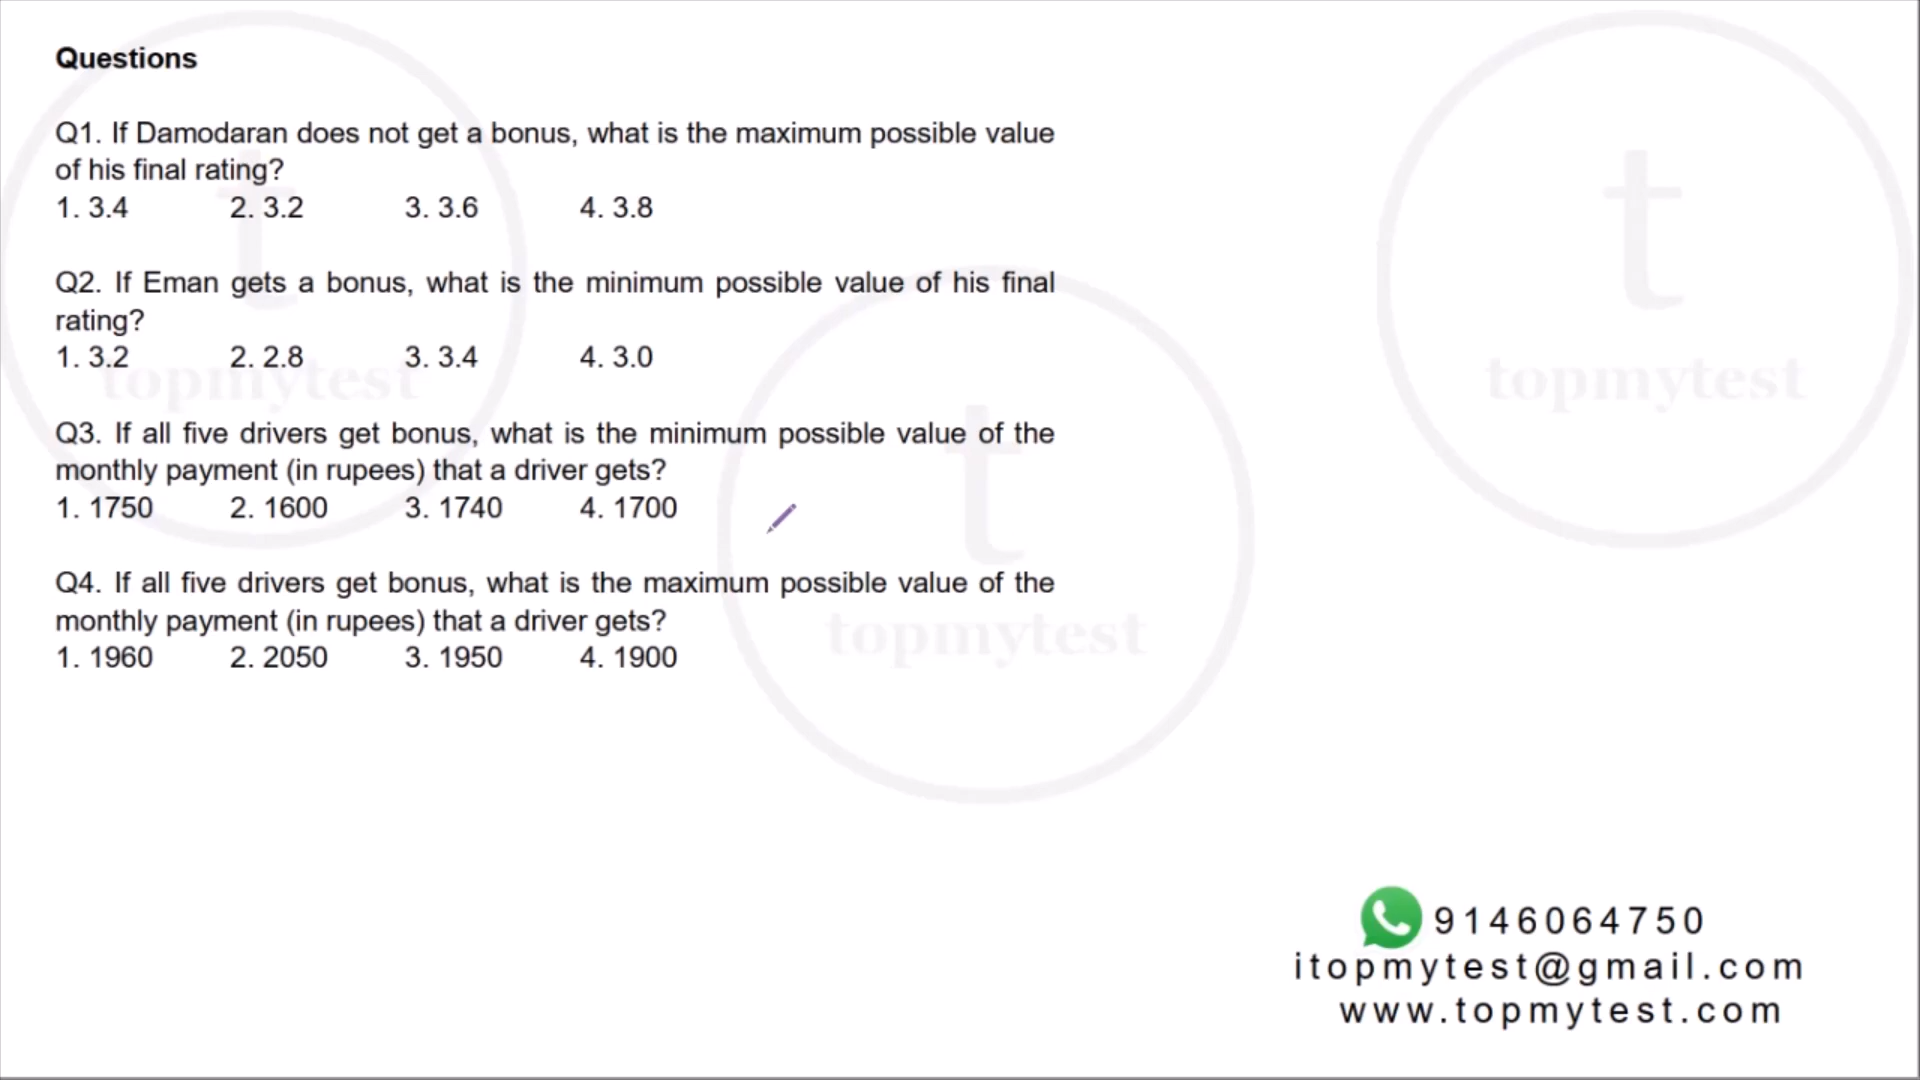 Questions
Q1. If Damodaran does not get a bonus, what is the maximum possible value
of his final rating?
1. 3.4 2. 3.2 3. 3.6 4. 3.8
Q2. If Eman gets a bonus, what is the minimum possible value of his final
rating?
1. 3.2 2. 2.8 3. 3.4 4. 3.0
Q3. If all five drivers get bonus, what is the minimum possible value of the
monthly payment (in rupees) that a driver gets?
1. 1750 2. 1600 3. 1740 4. 1700
Q4. If all five drivers get bonus, what is the maximum possible value of the
monthly payment (in rupees) that a driver gets?
1. 1960 2. 2050 3. 1950 4. 1900
t
topmytest
t
topmytest
t
topmytest
9146064750
itopmytest@gmail.com
www.topmytest.com